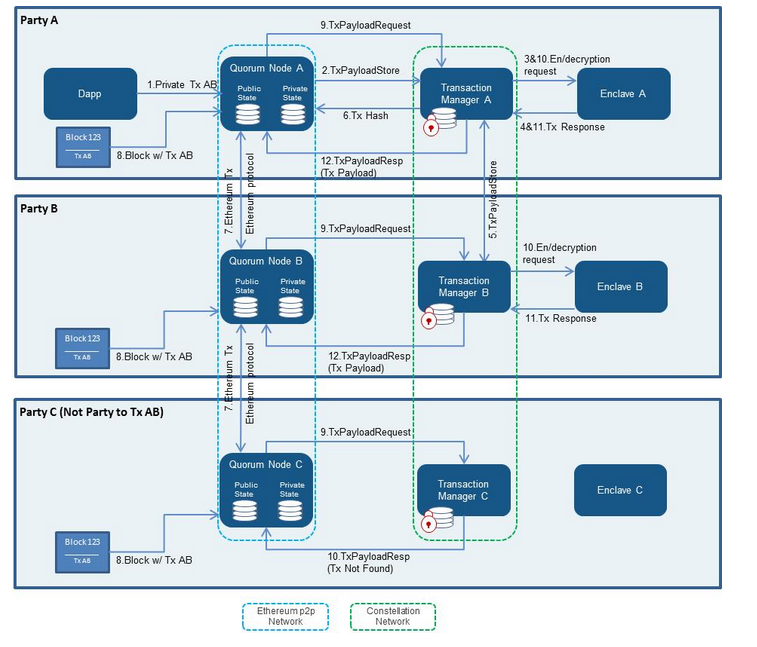 Party A
9.TxPayloadRequest
Quorum Node A
Public
State
Private
State
Dapp
1.Private Tx AB
2.TxPayloadStore
6.Tx Hash
Transaction
Manager A
3&10.En/decryption
request
Enclave A
4&11.Tx Response
Block123
Tx AB
8.Block w/ Tx AB
12.TxPayloadResp
(Tx Payload)
7.Ethereum Tx
Ethereum protocol
5.TxPayloadStore
Party B
9.TxPayloadRequest
Quorum Node B
Public
State
Private
State
Transaction
Manager B
10.En/decryption
request
Enclave B
11.Tx Response
Block123
Tx AB
8.Block w/ Tx AB
12.TxPayloadResp
(Tx Payload)
7.Ethereum Tx
Ethereum protocol
Party C (Not Party to Tx AB)
9.TxPayloadRequest
Quorum Node C
Public
State
Private
State
Transaction
Manager C
Enclave C
Block123
Tx AB
8.Block w/ Tx AB
10.TxPayloadResp
(Tx Not Found)
Ethereum p2p
Network
Constellation
Network